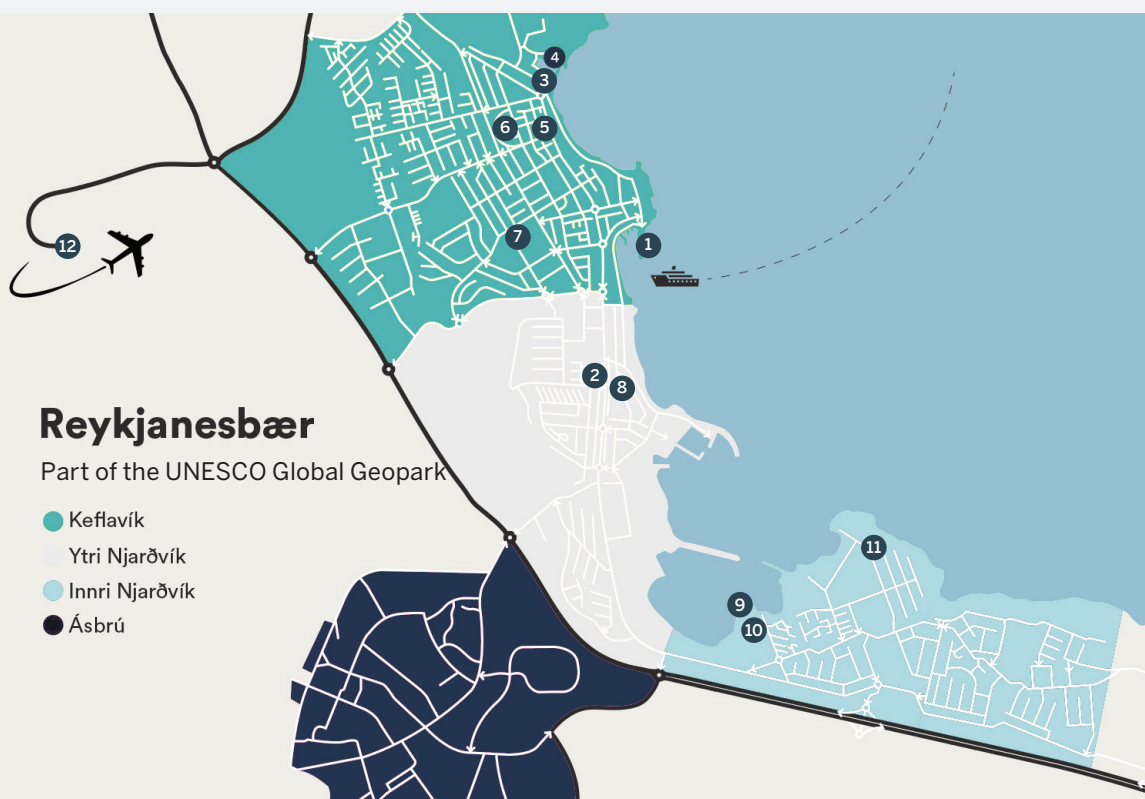 4
3
6
5
7
1
12
2
8
Reykjanesbær
Part of the UNESCO Global Geopark
Keflavík
Ytri Njarðvík
Innri Njarðvík
Ásbrú
11
9
10